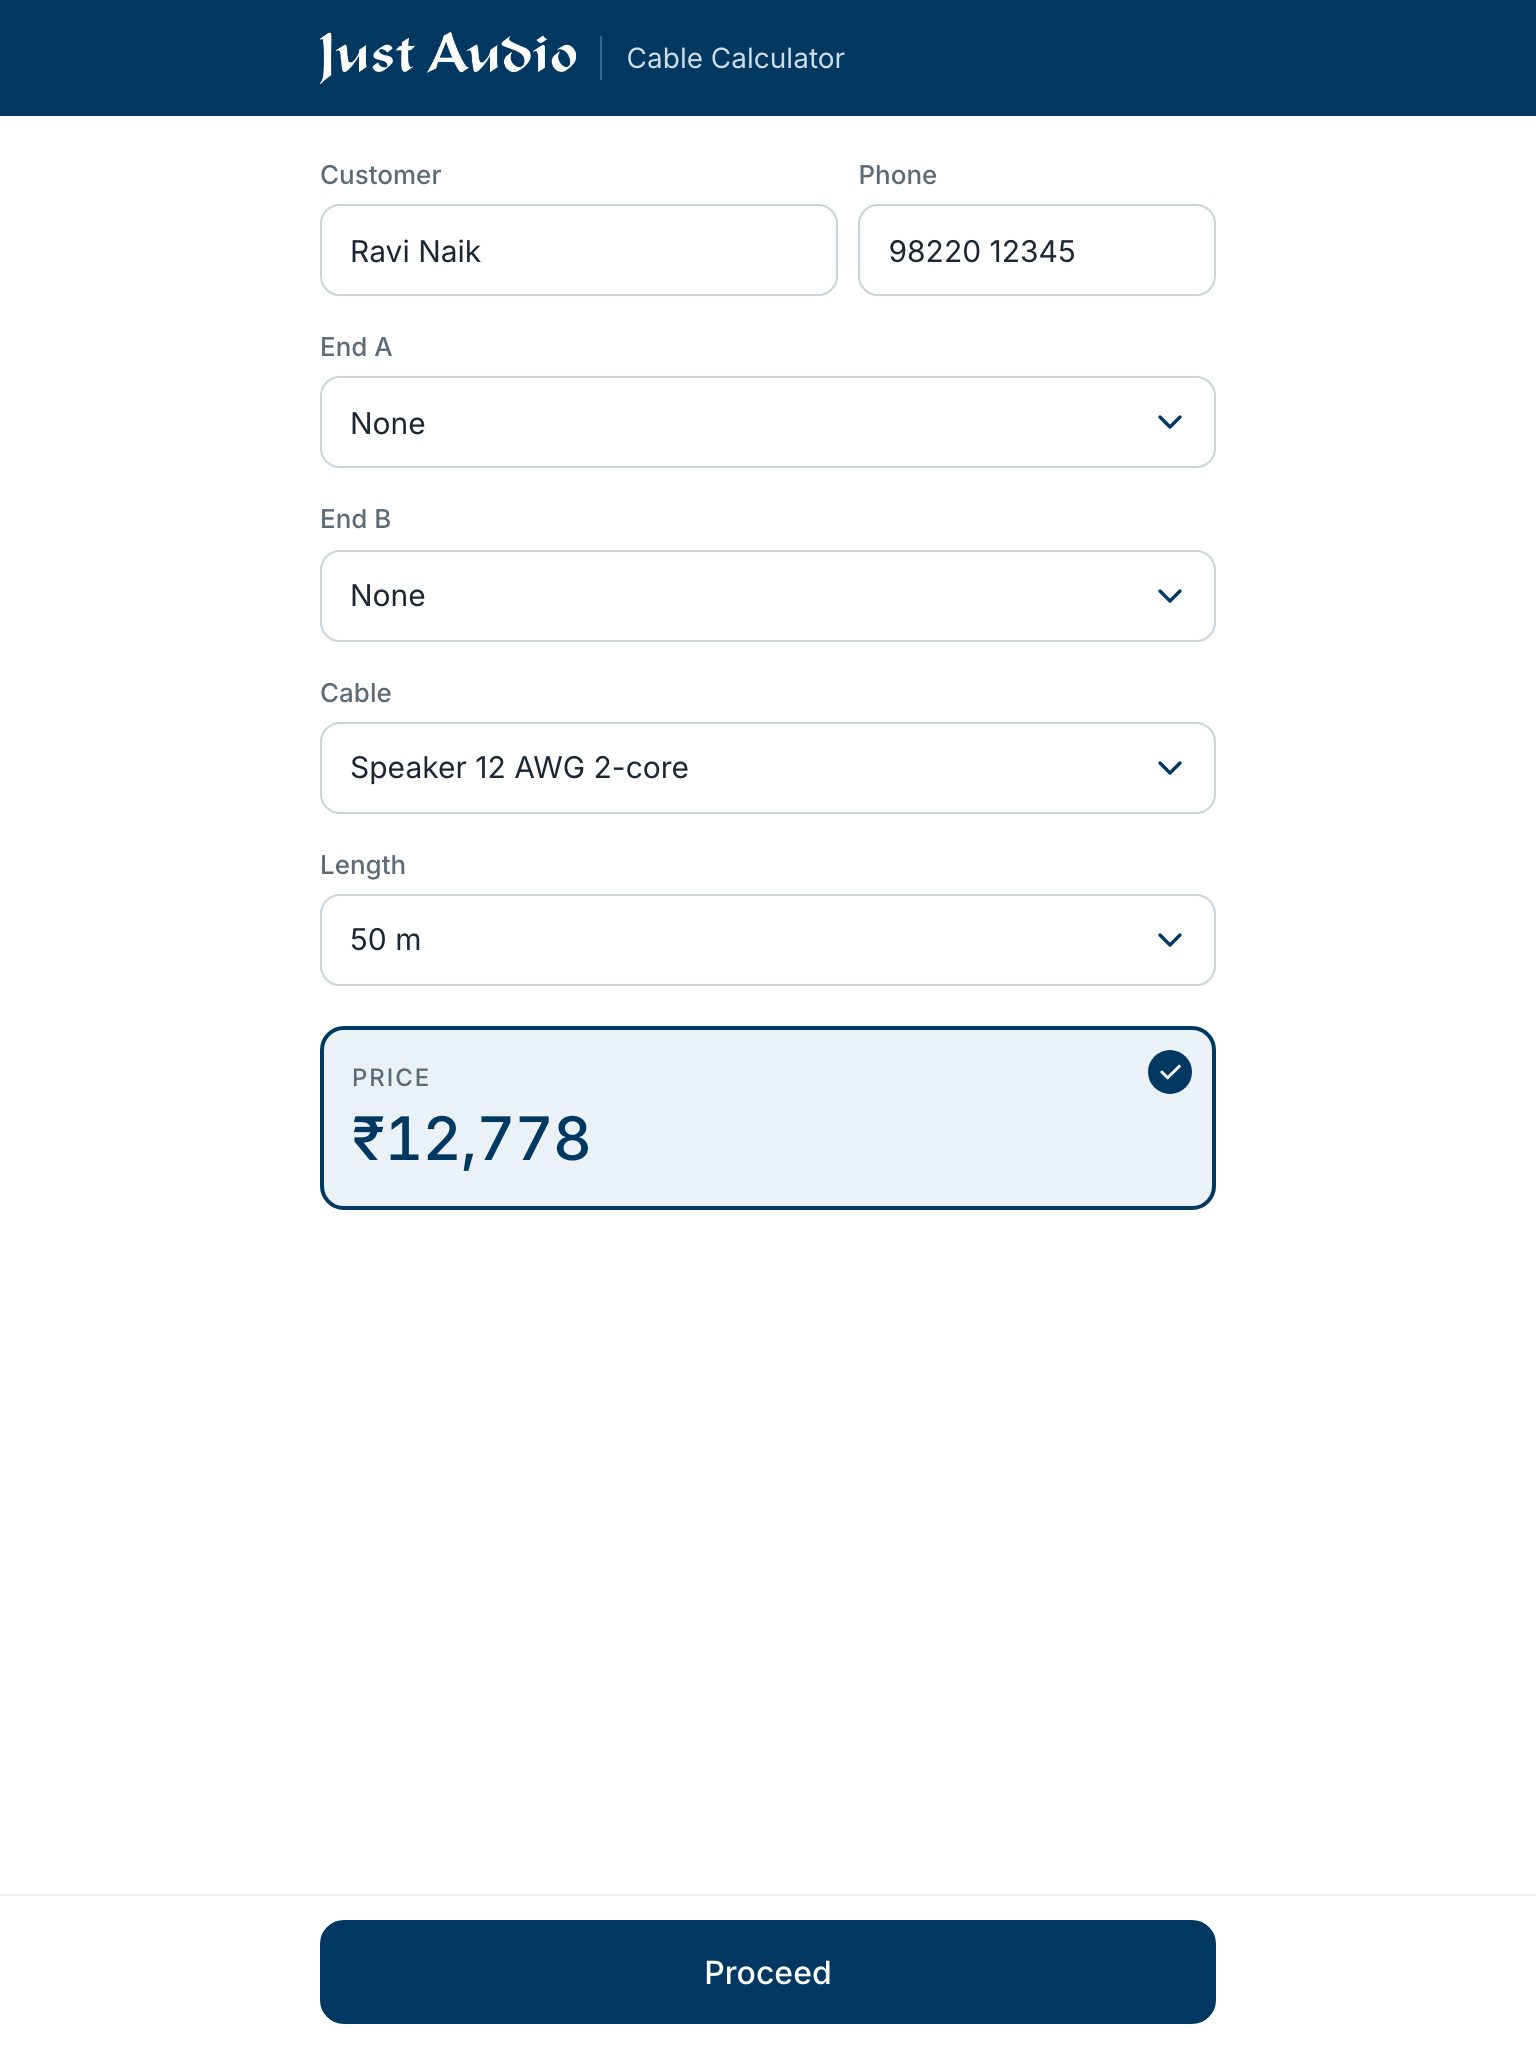 Just Audio Cable Calculator
Customer Phone
Ravi Naik 98220 12345
End A
None
End B
None
Cable
Speaker 12 AWG 2-core
Length
50 m
PRICE
₹12,778
Proceed